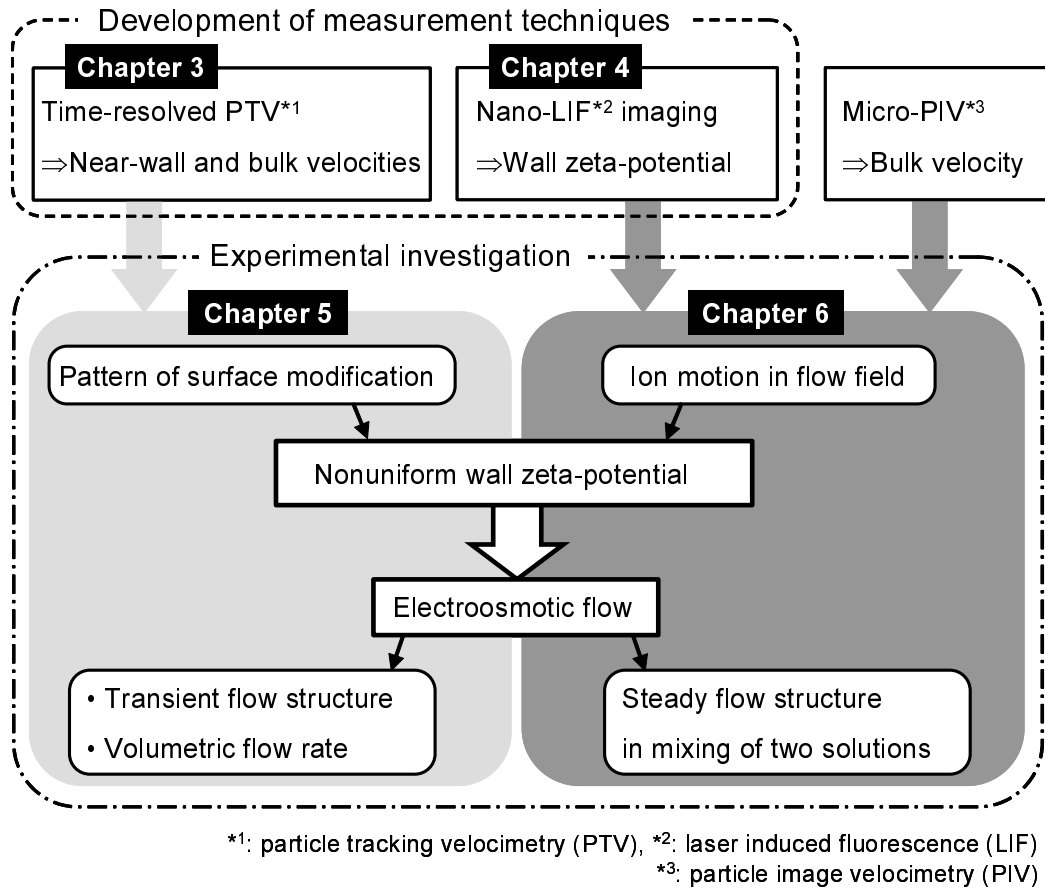 Development of measurement techniques
Chapter 3
Time-resolved PTV*1
⇒Near-wall and bulk velocities
Chapter 4
Nano-LIF*2 imaging
⇒Wall zeta-potential
Micro-PIV*3
⇒Bulk velocity
Experimental investigation
Chapter 5
Chapter 6
Pattern of surface modification
Ion motion in flow field
Nonuniform wall zeta-potential
Electroosmotic flow
• Transient flow structure
• Volumetric flow rate
Steady flow structure
in mixing of two solutions
*1: particle tracking velocimetry (PTV), *2: laser induced fluorescence (LIF)
*3: particle image velocimetry (PIV)